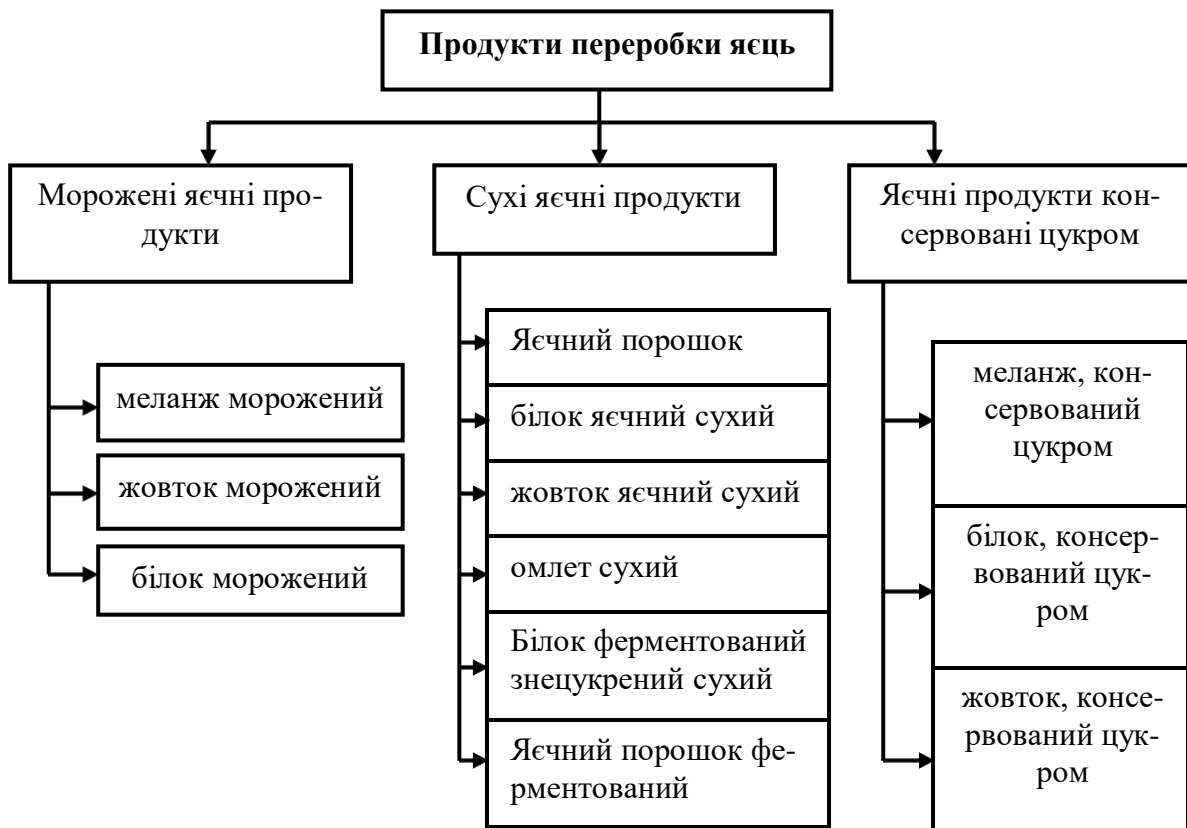 Продукти переробки яєць
Морожені яєчні про-
дукти
меланж морожений
жовток морожений
білок морожений
Сухі яєчні продукти
Яєчний порошок
білок яєчний сухий
жовток яєчний сухий
омлет сухий
Білок ферментований
знецукрений сухий
Яєчний порошок фе-
рментований
Яєчні продукти кон-
сервовані цукром
меланж, кон-
сервований
цукром
білок, консер-
вований цук-
ром
жовток, консе-
рвований цук-
ром